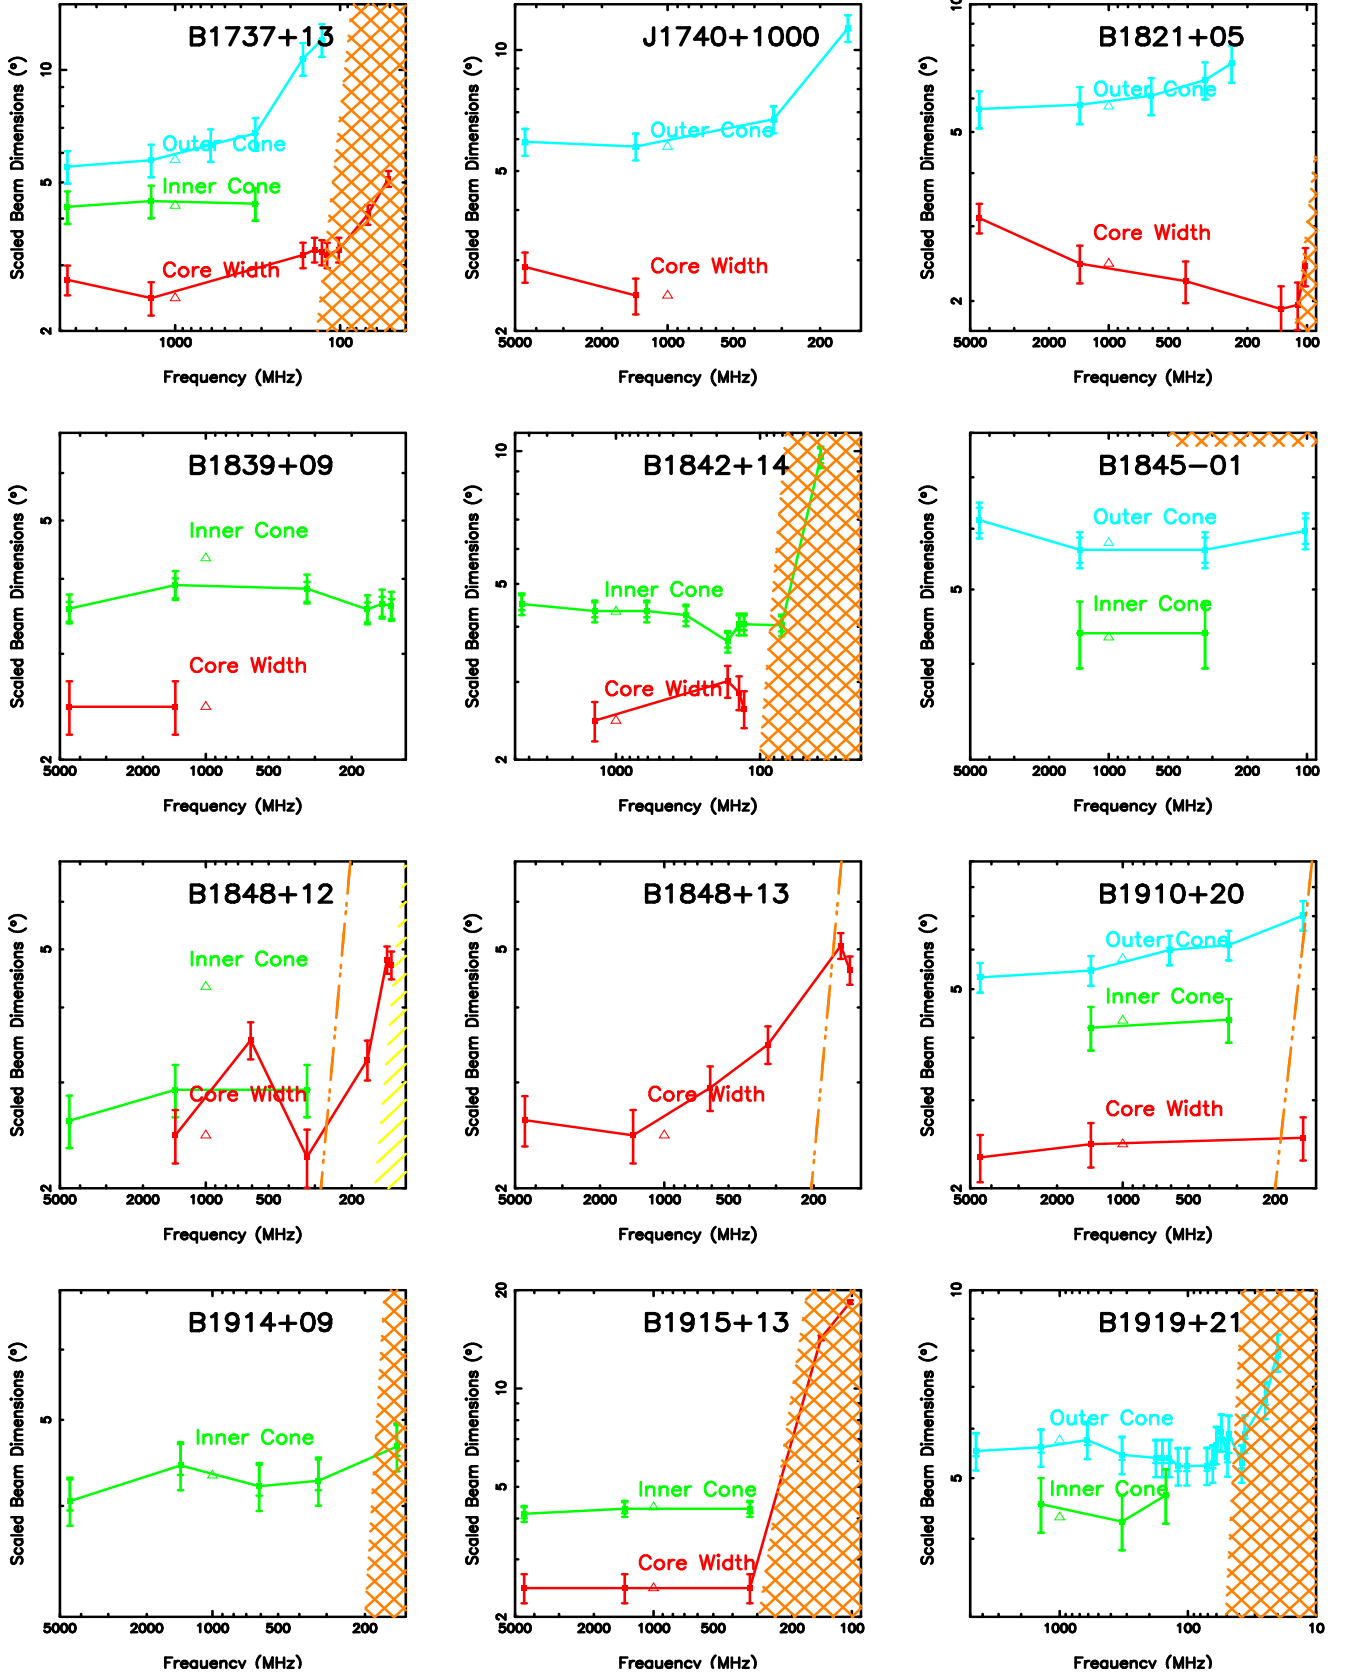 B1737+13
Scaled Beam Dimensions (°)
10
5
2
Outer Cone
Inner Cone
Core Width
1000
100
Frequency (MHz)
J1740+1000
Scaled Beam Dimensions (°)
10
5
2
Outer Cone
Core Width
5000
2000
1000
500
200
Frequency (MHz)
B1821+05
Scaled Beam Dimensions (°)
10
5
2
Outer Cone
Core Width
5000
2000
1000
500
200
100
Frequency (MHz)
B1839+09
Scaled Beam Dimensions (°)
5
2
Inner Cone
Core Width
5000
2000
1000
500
200
Frequency (MHz)
B1842+14
Scaled Beam Dimensions (°)
10
5
2
Inner Cone
Core Width
1000
100
Frequency (MHz)
B1845−01
Scaled Beam Dimensions (°)
5
Outer Cone
Inner Cone
5000
2000
1000
500
200
100
Frequency (MHz)
B1848+12
Scaled Beam Dimensions (°)
5
2
Inner Cone
Core Width
5000
2000
1000
500
200
Frequency (MHz)
B1848+13
Scaled Beam Dimensions (°)
5
2
Core Width
5000
2000
1000
500
200
Frequency (MHz)
B1910+20
Scaled Beam Dimensions (°)
5
2
Outer Cone
Inner Cone
Core Width
5000
2000
1000
500
200
Frequency (MHz)
B1914+09
Scaled Beam Dimensions (°)
5
Inner Cone
5000
2000
1000
500
200
Frequency (MHz)
B1915+13
Scaled Beam Dimensions (°)
20
10
5
2
Inner Cone
Core Width
5000
2000
1000
500
200
100
Frequency (MHz)
B1919+21
Scaled Beam Dimensions (°)
10
5
Outer Cone
Inner Cone
1000
100
10
Frequency (MHz)